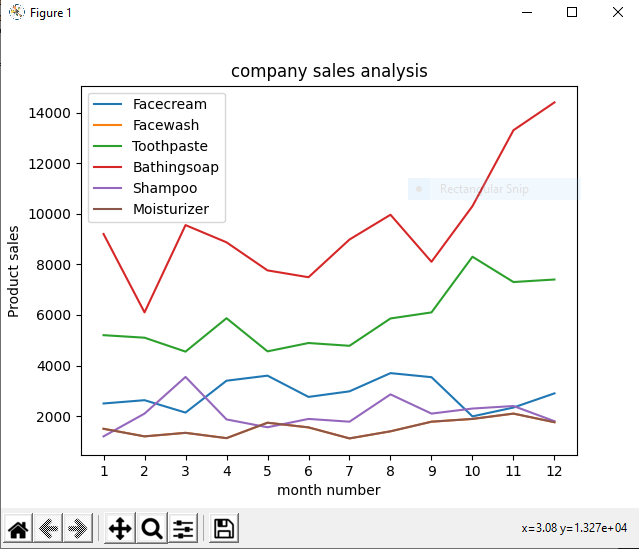 Figure 1
company sales analysis
Facecream
Facewash
Toothpaste
Bathingsoap
Shampoo
Moisturizer
Rectangular Snip
14000
12000
10000
8000
6000
4000
2000
Product sales
1 2 3 4 5 6 7 8 9 10 11 12
month number
x=3.08 y=1.327e+04